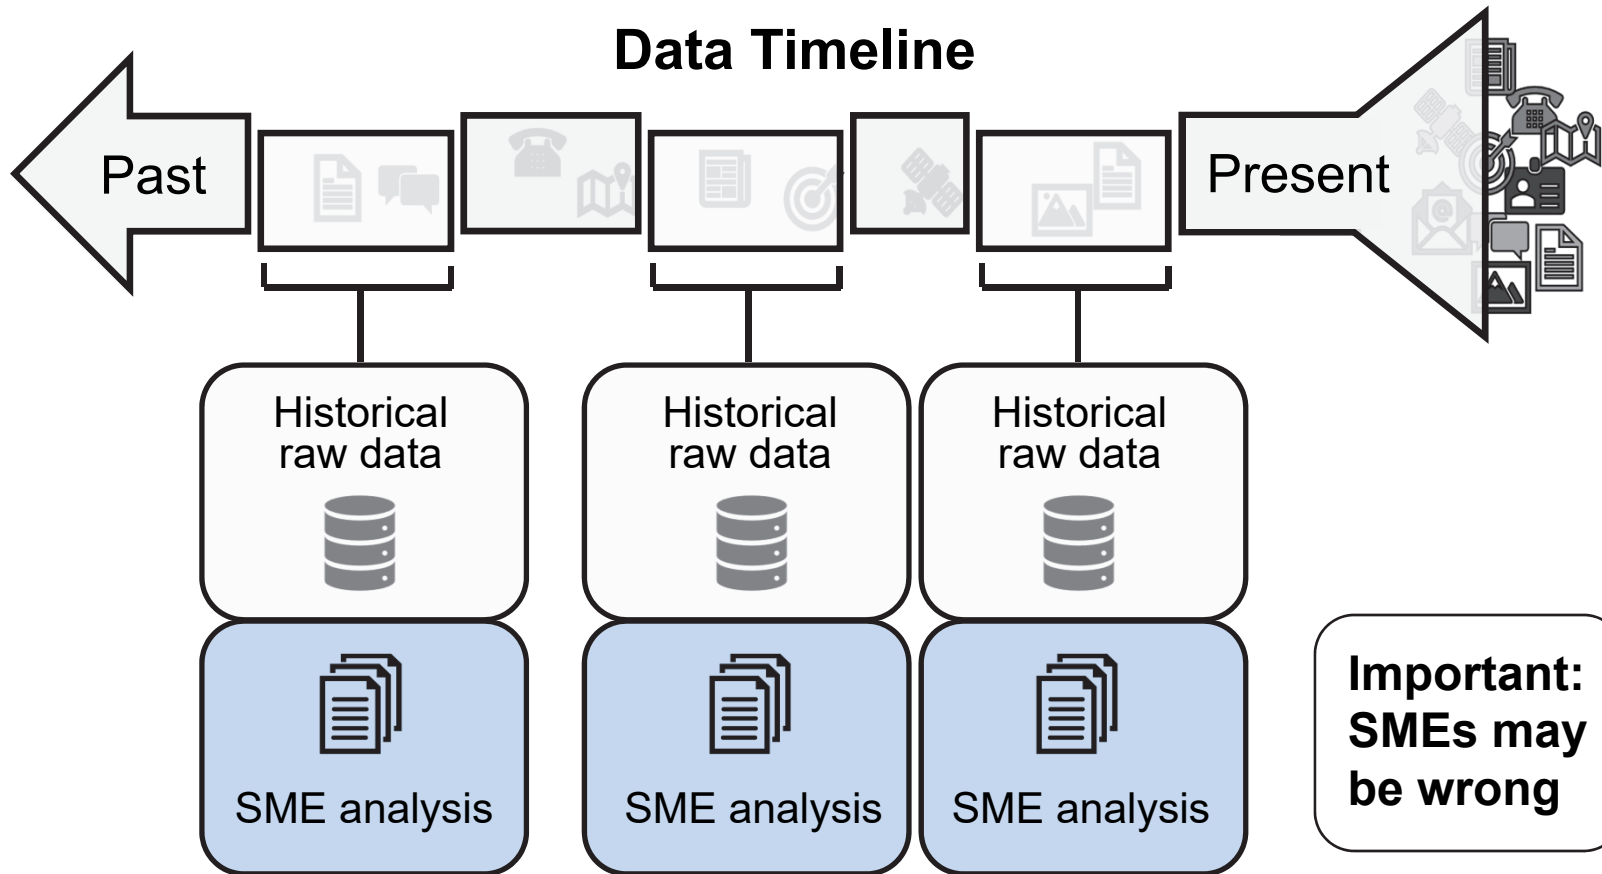 Data Timeline
Past
Present
Historical
raw data
Historical
raw data
Historical
raw data
SME analysis
SME analysis
SME analysis
Important:
SMEs may
be wrong